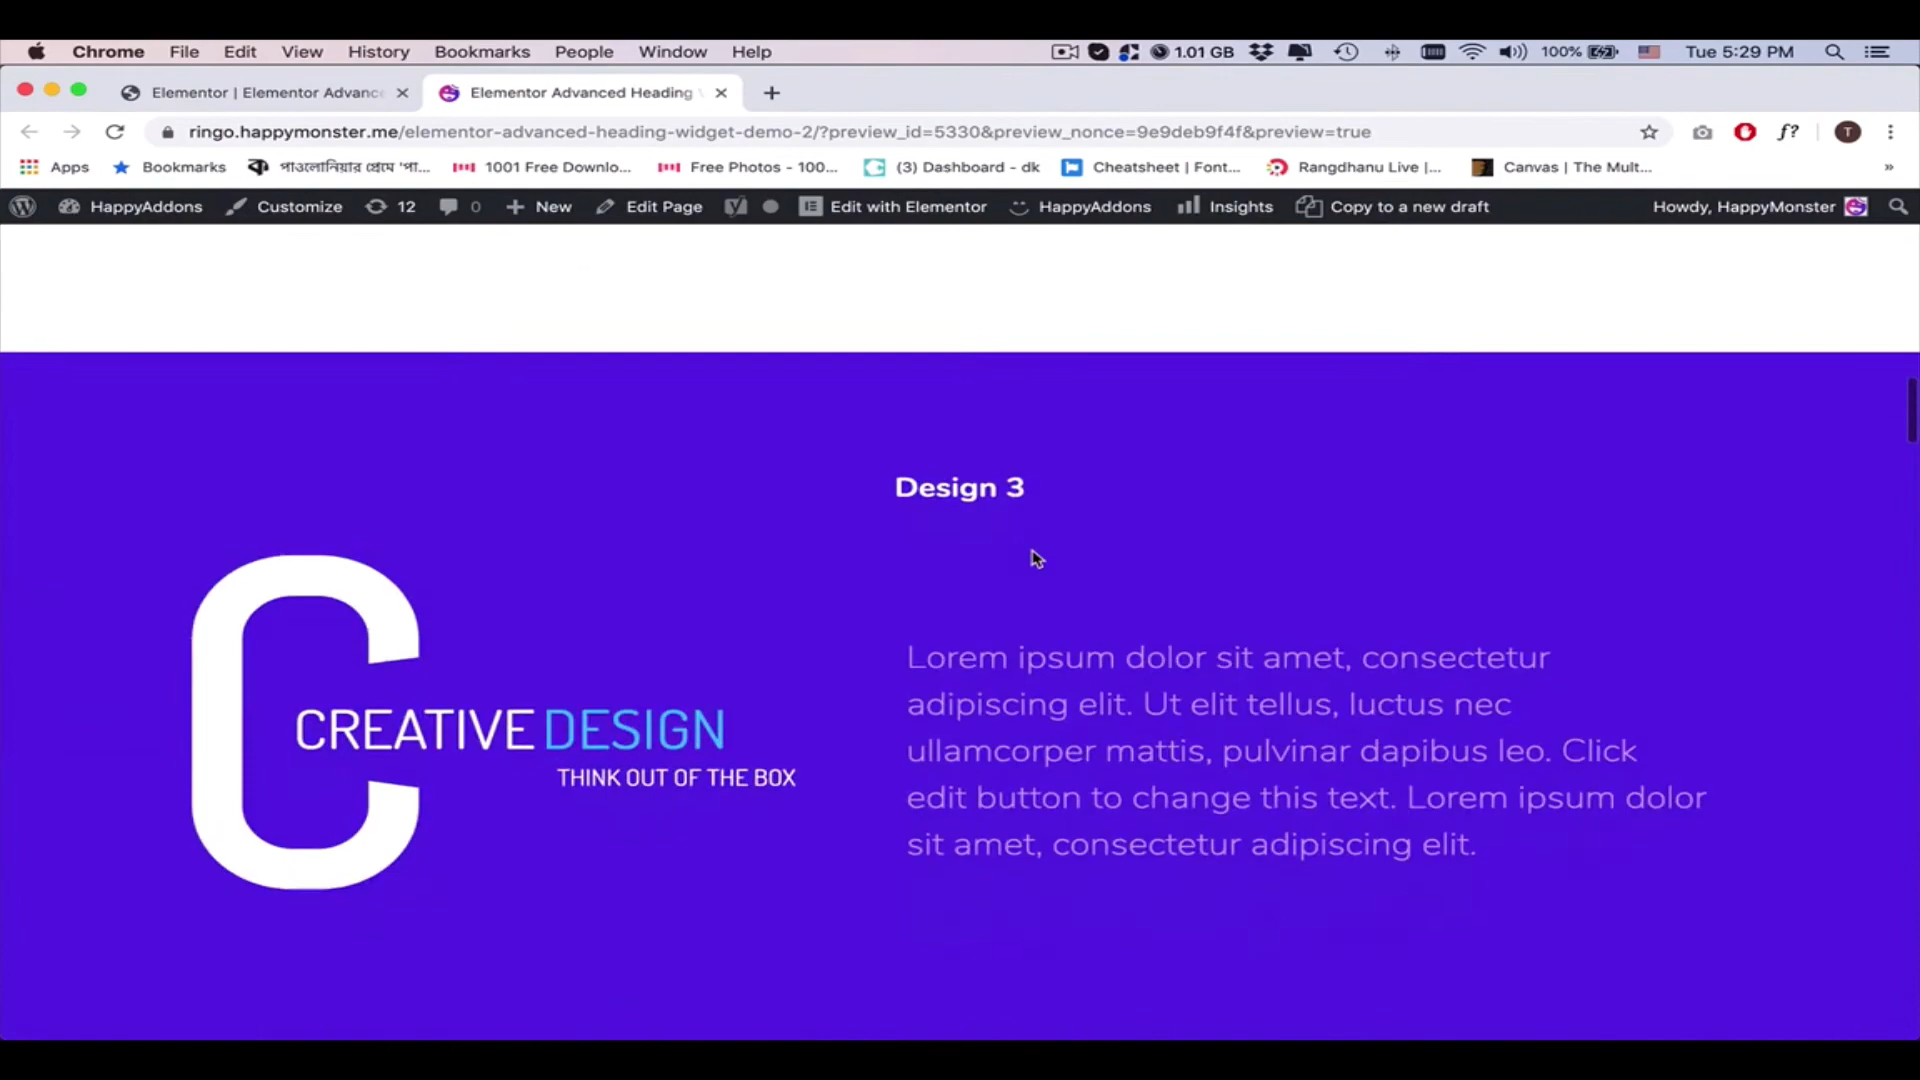 Chrome File Edit View History Bookmarks People Window Help 1.01 GB 100% Tue 5:29 PM
Elementor | Elementor Advance Elementor Advanced Heading
ringo.happymonster.me/elementor-advanced-heading-widget-demo-2/?preview_id=5330&preview_nonce=9e9deb9f4f&preview=true f? T
Apps Bookmarks পাওলোনিয়ার প্রেমে 'পা... 1001 Free Downlo... Free Photos - 100... (3) Dashboard - dk Cheatsheet | Font... Rangdhanu Live |... Canvas | The Mult... »
HappyAddons Customize 12 0 New Edit Page Edit with Elementor HappyAddons Insights Copy to a new draft Howdy, HappyMonster
Design 3
C
CREATIVE DESIGN
THINK OUT OF THE BOX
Lorem ipsum dolor sit amet, consectetur
adipiscing elit. Ut elit tellus, luctus nec
ullamcorper mattis, pulvinar dapibus leo. Click
edit button to change this text. Lorem ipsum dolor
sit amet, consectetur adipiscing elit.